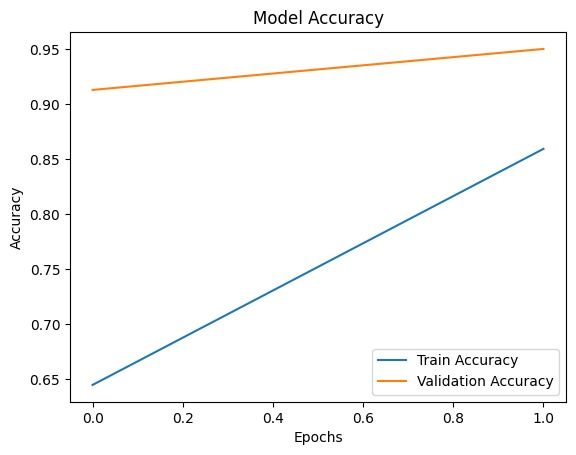 Model Accuracy
0.95
0.90
0.85
0.80
0.75
0.70
0.65
Accuracy
Train Accuracy
Validation Accuracy
0.0 0.2 0.4 0.6 0.8 1.0
Epochs